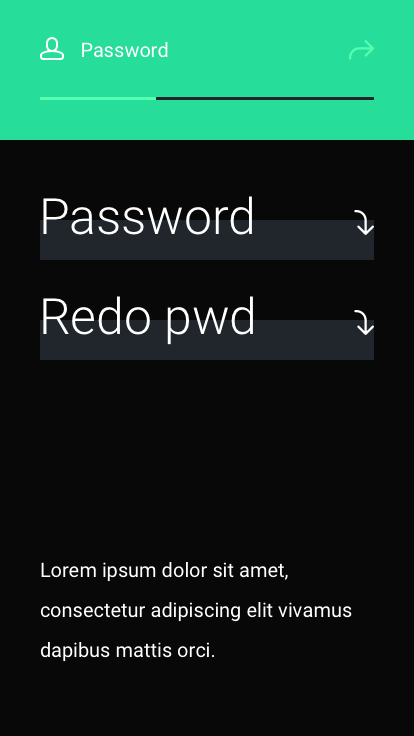 Password
Password
Redo pwd
Lorem ipsum dolor sit amet,
consectetur adipiscing elit vivamus
dapibus mattis orci.